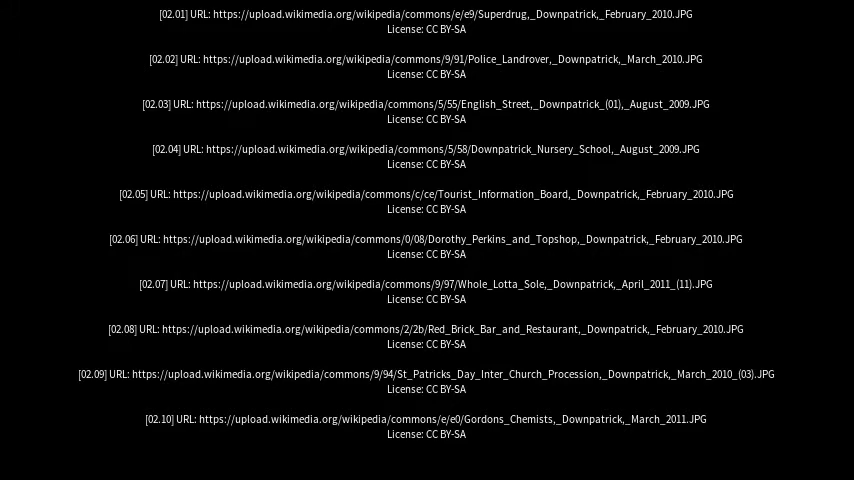 [02.01] URL: https://upload.wikimedia.org/wikipedia/commons/e/e9/Superdrug,_Downpatrick,_February_2010.JPG
License: CC BY-SA
[02.02] URL: https://upload.wikimedia.org/wikipedia/commons/9/91/Police_Landrover,_Downpatrick,_March_2010.JPG
License: CC BY-SA
[02.03] URL: https://upload.wikimedia.org/wikipedia/commons/5/55/English_Street,_Downpatrick_(01),_August_2009.JPG
License: CC BY-SA
[02.04] URL: https://upload.wikimedia.org/wikipedia/commons/5/58/Downpatrick_Nursery_School,_August_2009.JPG
License: CC BY-SA
[02.05] URL: https://upload.wikimedia.org/wikipedia/commons/c/ce/Tourist_Information_Board,_Downpatrick,_February_2010.JPG
License: CC BY-SA
[02.06] URL: https://upload.wikimedia.org/wikipedia/commons/0/08/Dorothy_Perkins_and_Topshop,_Downpatrick,_February_2010.JPG
License: CC BY-SA
[02.07] URL: https://upload.wikimedia.org/wikipedia/commons/9/97/Whole_Lotta_Sole,_Downpatrick,_April_2011_(11).JPG
License: CC BY-SA
[02.08] URL: https://upload.wikimedia.org/wikipedia/commons/2/2b/Red_Brick_Bar_and_Restaurant,_Downpatrick,_February_2010.JPG
License: CC BY-SA
[02.09] URL: https://upload.wikimedia.org/wikipedia/commons/9/94/St_Patricks_Day_Inter_Church_Procession,_Downpatrick,_March_2010_(03).JPG
License: CC BY-SA
[02.10] URL: https://upload.wikimedia.org/wikipedia/commons/e/e0/Gordons_Chemists,_Downpatrick,_March_2011.JPG
License: CC BY-SA